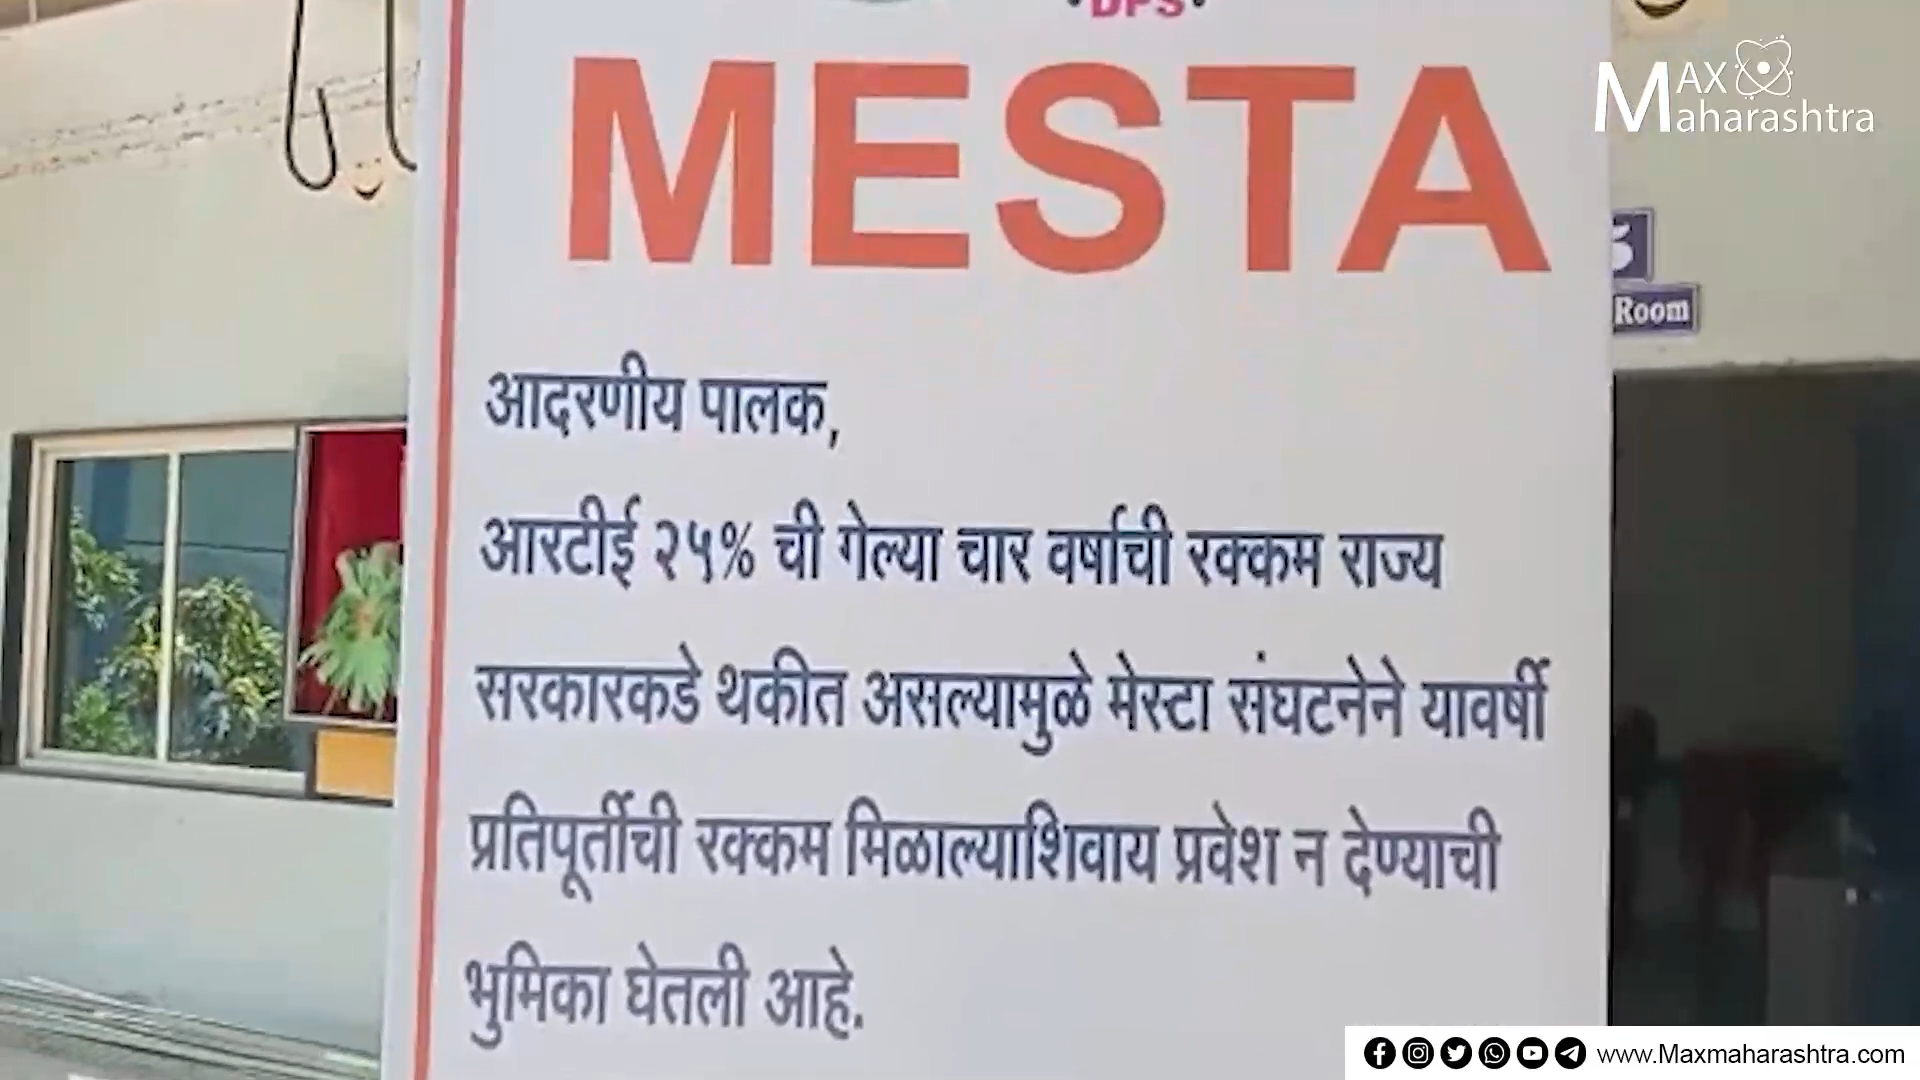 DPS
MESTA
MAX
Maharashtra
Room
आदरणीय पालक,
आरटीई २५% ची गेल्या चार वर्षाची रक्कम राज्य
सरकारकडे थकीत असल्यामुळे मेस्टा संघटनेने यावर्षी
प्रतिपूर्तीची रक्कम मिळाल्याशिवाय प्रवेश न देण्याची
भुमिका घेतली आहे.
www.Maxmaharashtra.com